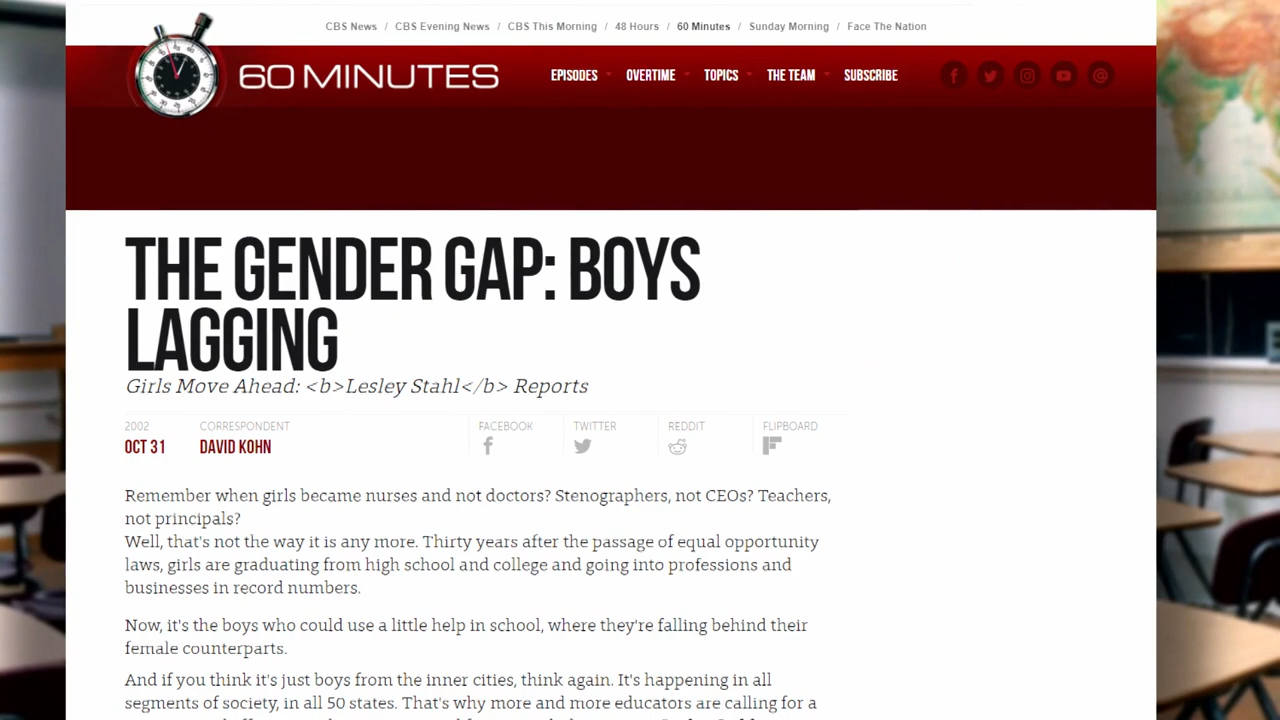 CBS News / CBS Evening News / CBS This Morning / 48 Hours / 60 Minutes / Sunday Morning / Face The Nation
60 MINUTES
EPISODES OVERTIME TOPICS THE TEAM SUBSCRIBE
THE GENDER GAP: BOYS
LAGGING
Girls Move Ahead: <b>Lesley Stahl</b> Reports
2002 CORRESPONDENT FACEBOOK TWITTER REDDIT FLIPBOARD
OCT 31 DAVID KOHN
Remember when girls became nurses and not doctors? Stenographers, not CEOs? Teachers,
not principals?
Well, that's not the way it is any more. Thirty years after the passage of equal opportunity
laws, girls are graduating from high school and college and going into professions and
businesses in record numbers.
Now, it's the boys who could use a little help in school, where they're falling behind their
female counterparts.
And if you think it's just boys from the inner cities, think again. It's happening in all
segments of society, in all 50 states. That's why more and more educators are calling for a